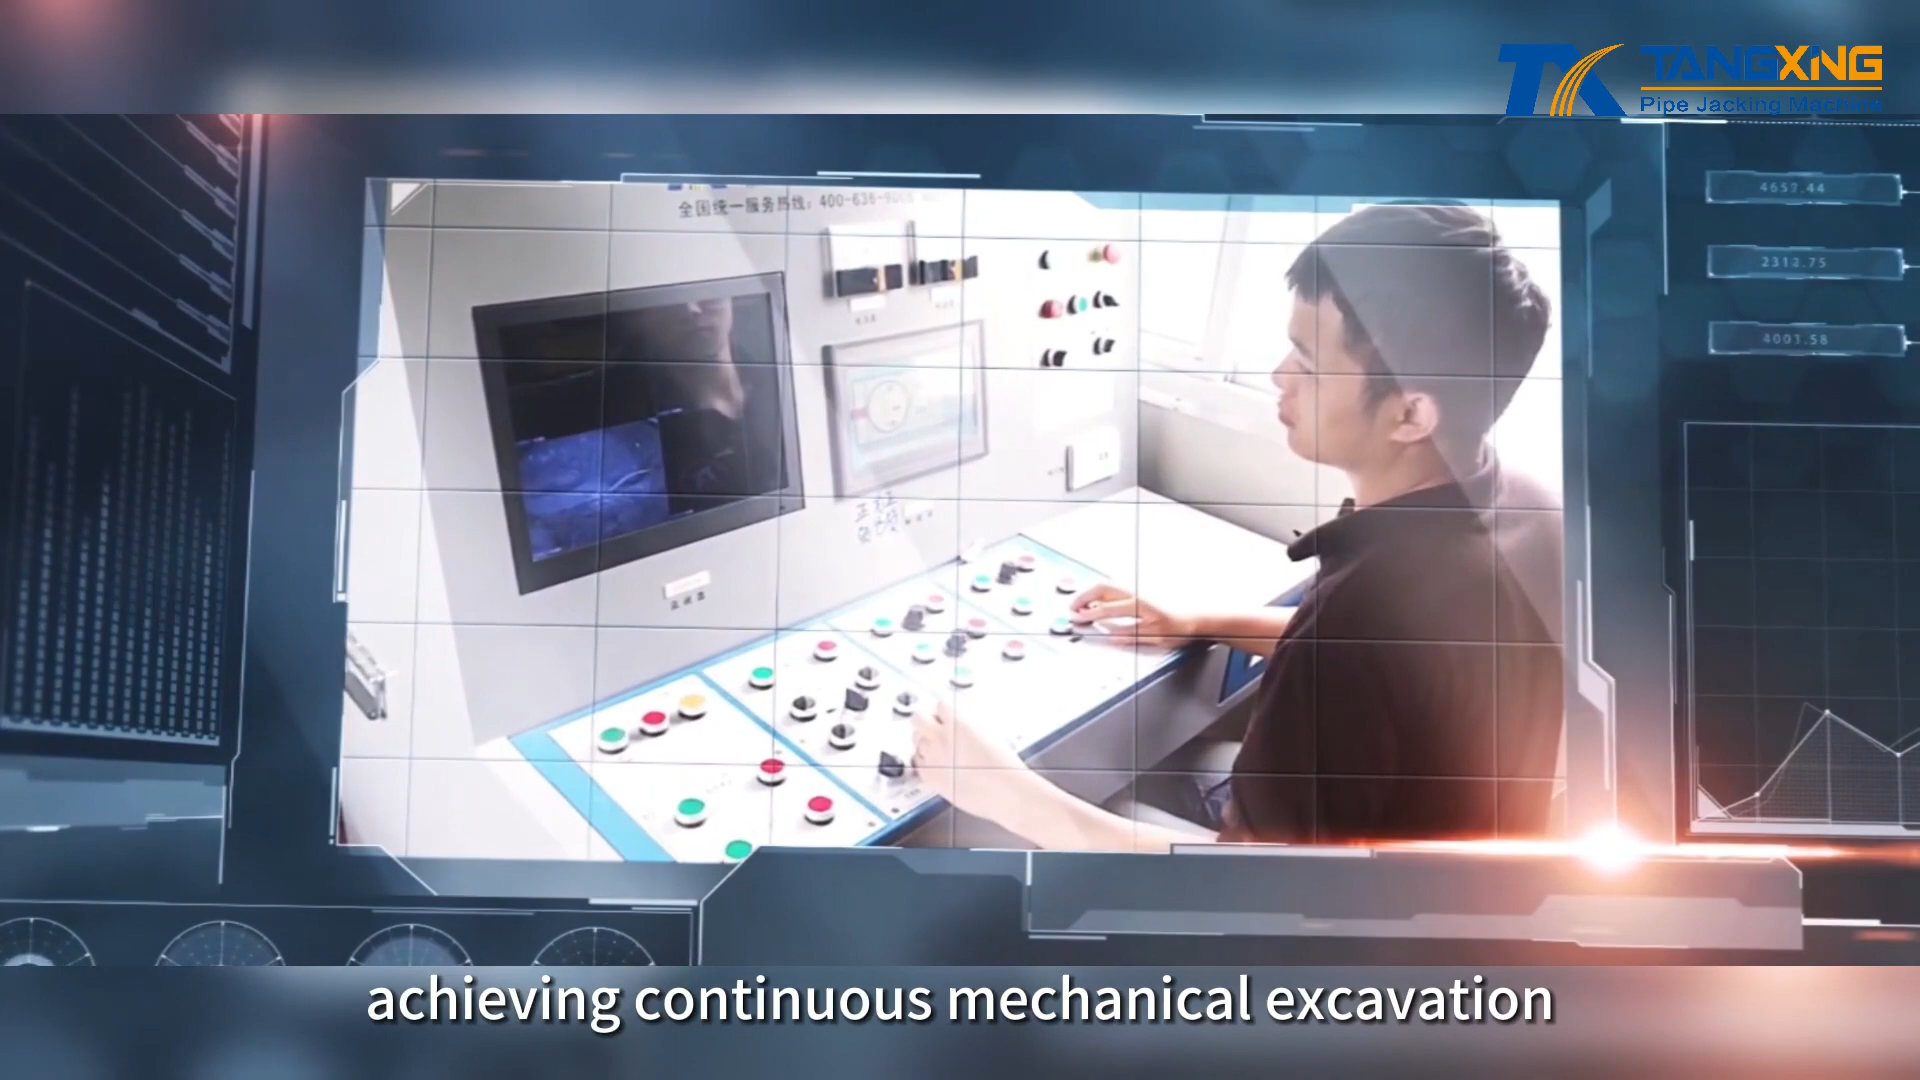 TANGXING
Pipe Jacking Machine
4657.44
2312.75
4003.58
全国统一服务热线：400-636-
achieving continuous mechanical excavation